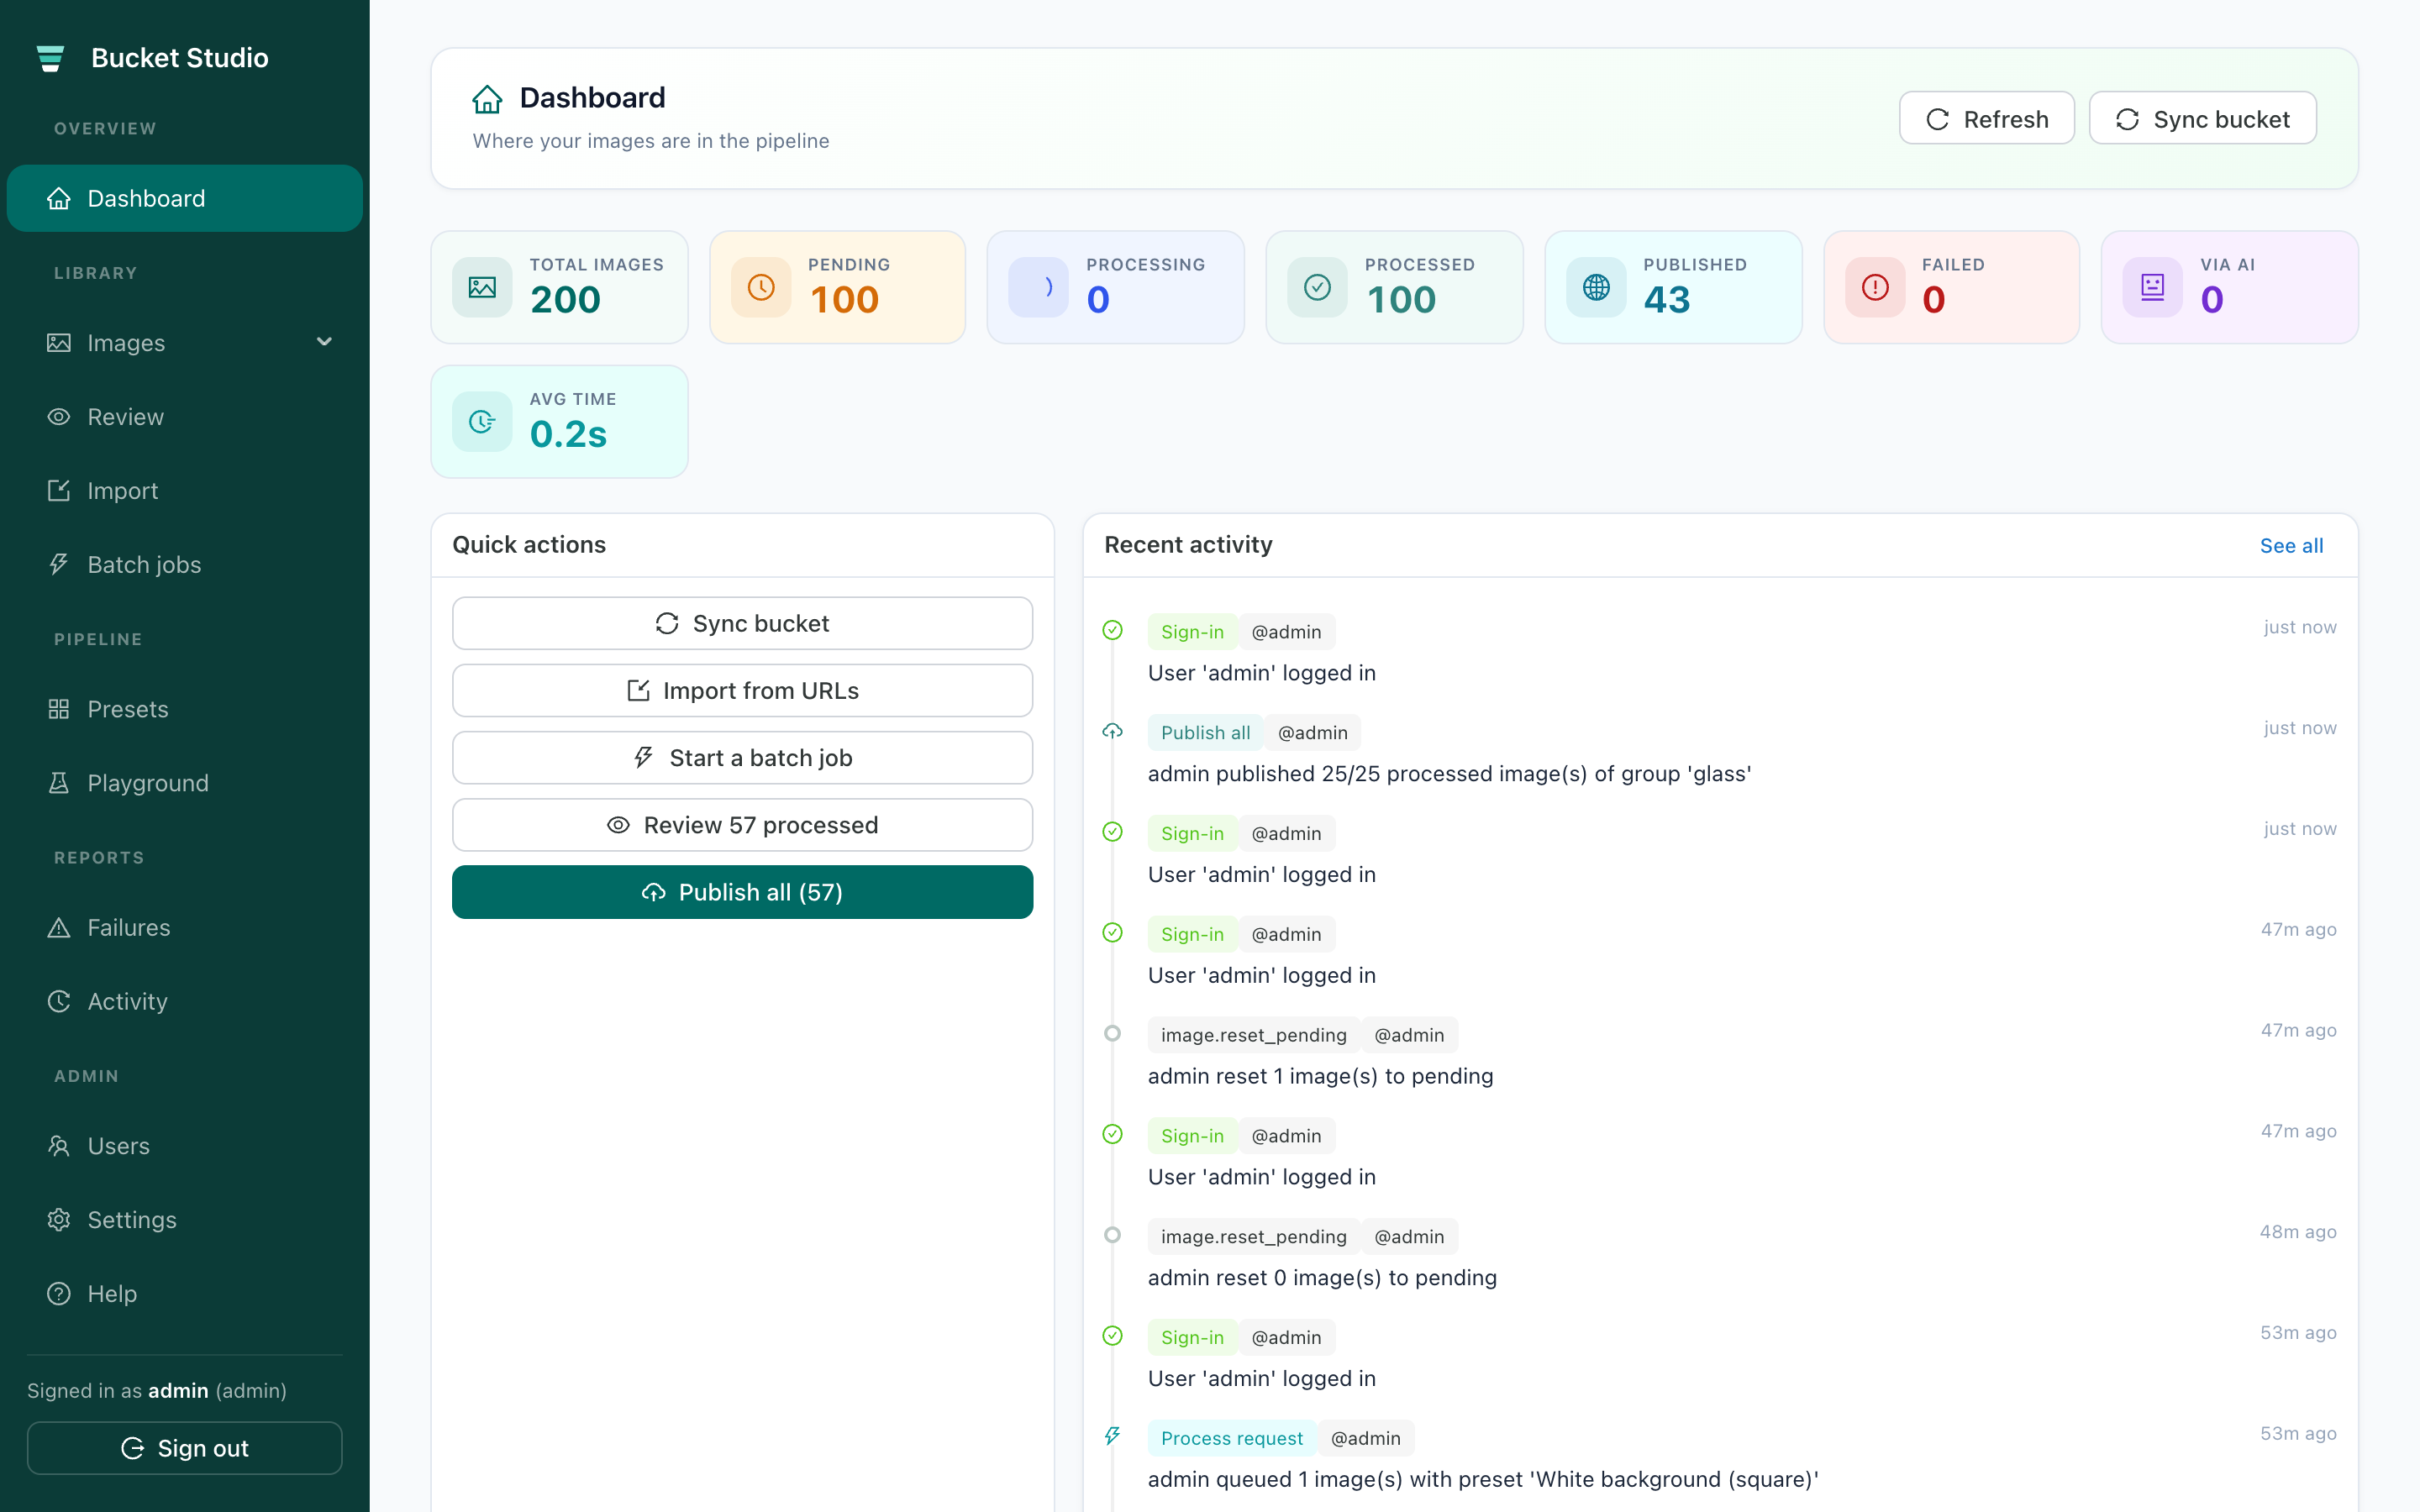 Bucket Studio
OVERVIEW
Dashboard
LIBRARY
Images
Review
Import
Batch jobs
PIPELINE
Presets
Playground
REPORTS
Failures
Activity
ADMIN
Users
Settings
Help
Signed in as admin (admin)
Sign out
Dashboard
Where your images are in the pipeline
Refresh
Sync bucket
TOTAL IMAGES
200
PENDING
100
PROCESSING
0
PROCESSED
100
PUBLISHED
43
FAILED
0
VIA AI
0
AVG TIME
0.2s
Quick actions
Sync bucket
Import from URLs
Start a batch job
Review 57 processed
Publish all (57)
Recent activity
See all
Sign-in @admin just now
User 'admin' logged in
Publish all @admin just now
admin published 25/25 processed image(s) of group 'glass'
Sign-in @admin just now
User 'admin' logged in
Sign-in @admin 47m ago
User 'admin' logged in
image.reset_pending @admin 47m ago
admin reset 1 image(s) to pending
Sign-in @admin 47m ago
User 'admin' logged in
image.reset_pending @admin 48m ago
admin reset 0 image(s) to pending
Sign-in @admin 53m ago
User 'admin' logged in
Process request @admin 53m ago
admin queued 1 image(s) with preset 'White background (square)'